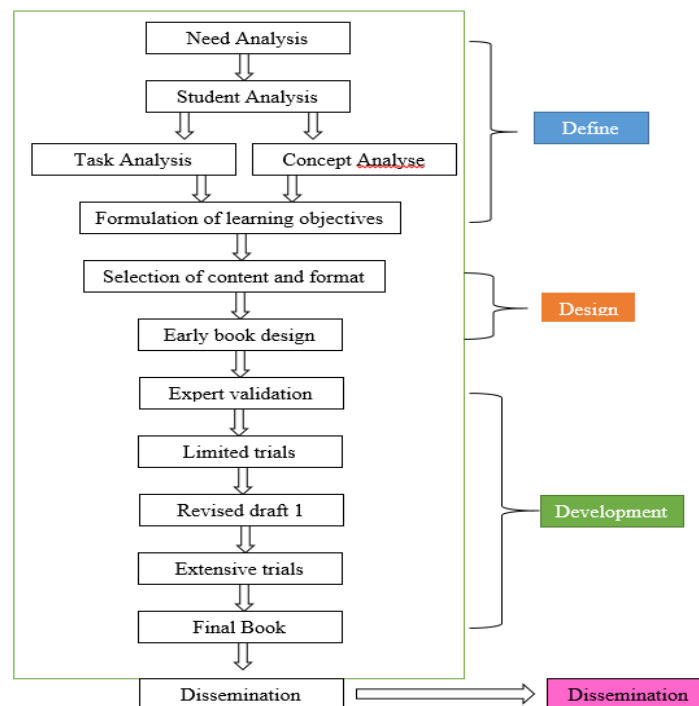 Need Analysis
Student Analysis
Define
Task Analysis
Concept Analyse
Formulation of learning objectives
Selection of content and format
Design
Early book design
Expert validation
Limited trials
Revised draft 1
Development
Extensive trials
Final Book
Dissemination
Dissemination